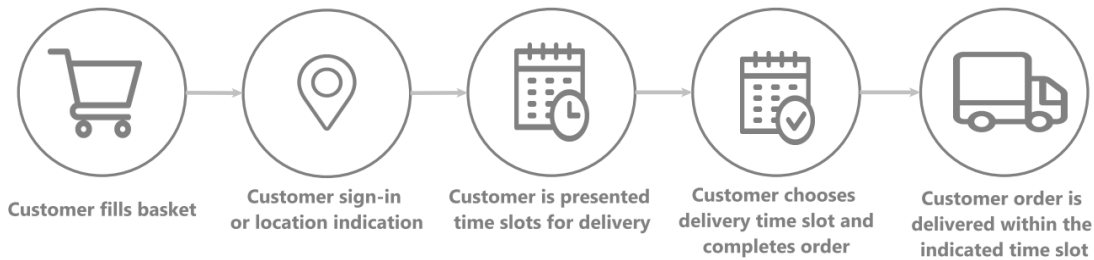 Customer fills basket
Customer sign-in
or location indication
Customer is presented
time slots for delivery
Customer chooses
delivery time slot and
completes order
Customer order is
delivered within the
indicated time slot